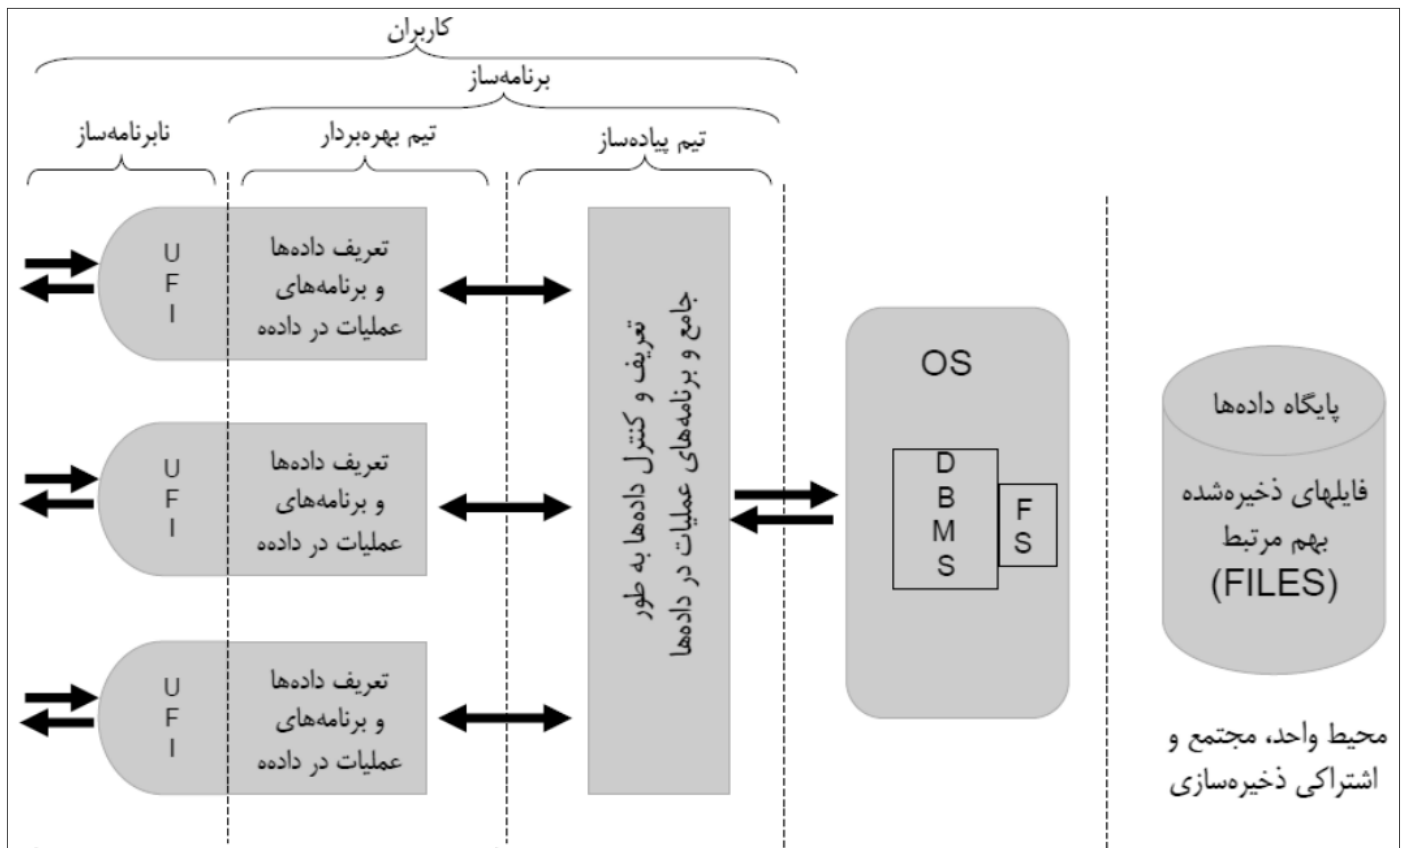 کاربران
برنامه‌ساز
نابرنامه‌ساز
تیم بهره‌بردار
تیم پیاده‌ساز
U
F
I
تعریف داده‌ها
و برنامه‌های
عملیات در داده‌ه
U
F
I
تعریف داده‌ها
و برنامه‌های
عملیات در داده‌ه
U
F
I
تعریف داده‌ها
و برنامه‌های
عملیات در داده‌ه
تعریف و کنترل داده‌ها به طور
جامع و برنامه‌های عملیات در داده‌ها
OS
D
B
M
S
F
S
پایگاه داده‌ها
فایلهای ذخیره‌شده
بهم مرتبط
(FILES)
محیط واحد، مجتمع و
اشتراکی ذخیره‌سازی